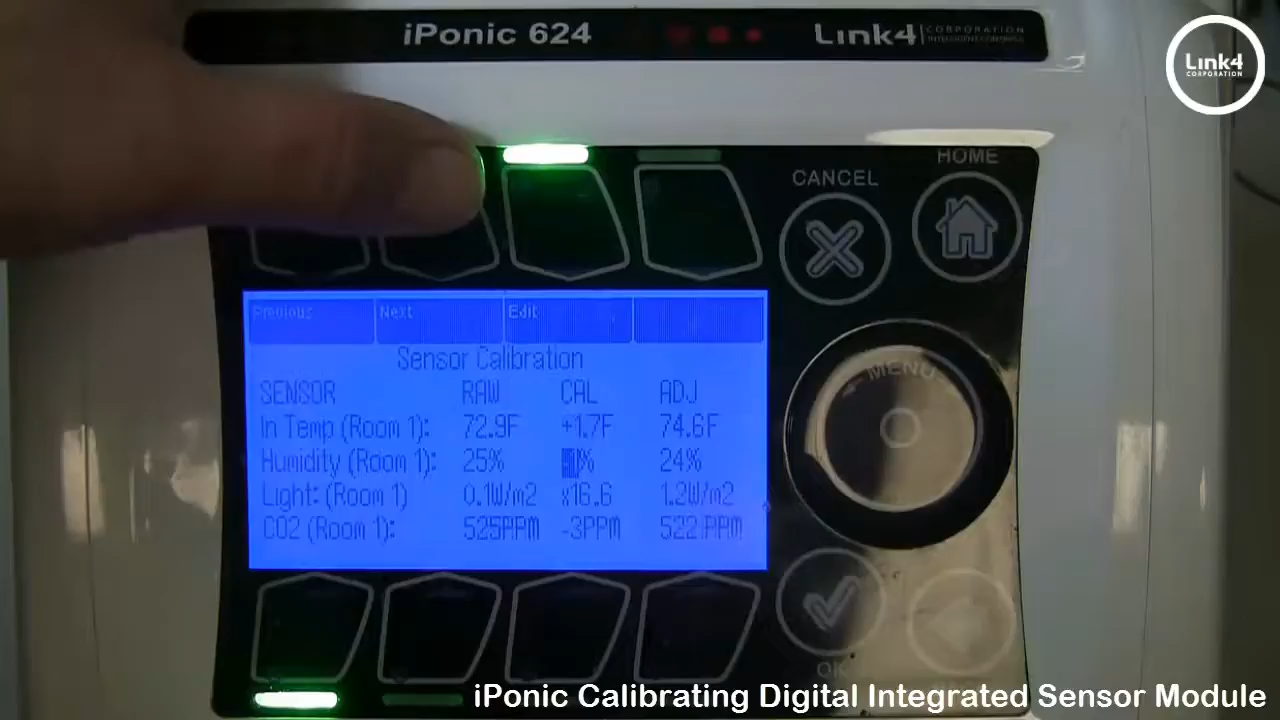 iPonic 624
Link4 CORPORATION
Link4
CORPORATION
CANCEL
HOME
Previous Next Edit
Sensor Calibration
SENSOR RAW CAL ADJ
In Temp (Room 1): 72.9F +1.7F 74.6F
Humidity (Room 1): 25% % 24%
Light: (Room 1) 0.1W/m2 x16.6 1.2W/m2
CO2 (Room 1): 525PPM -3PPM 522PPM
MENU
OK
iPonic Calibrating Digital Integrated Sensor Module